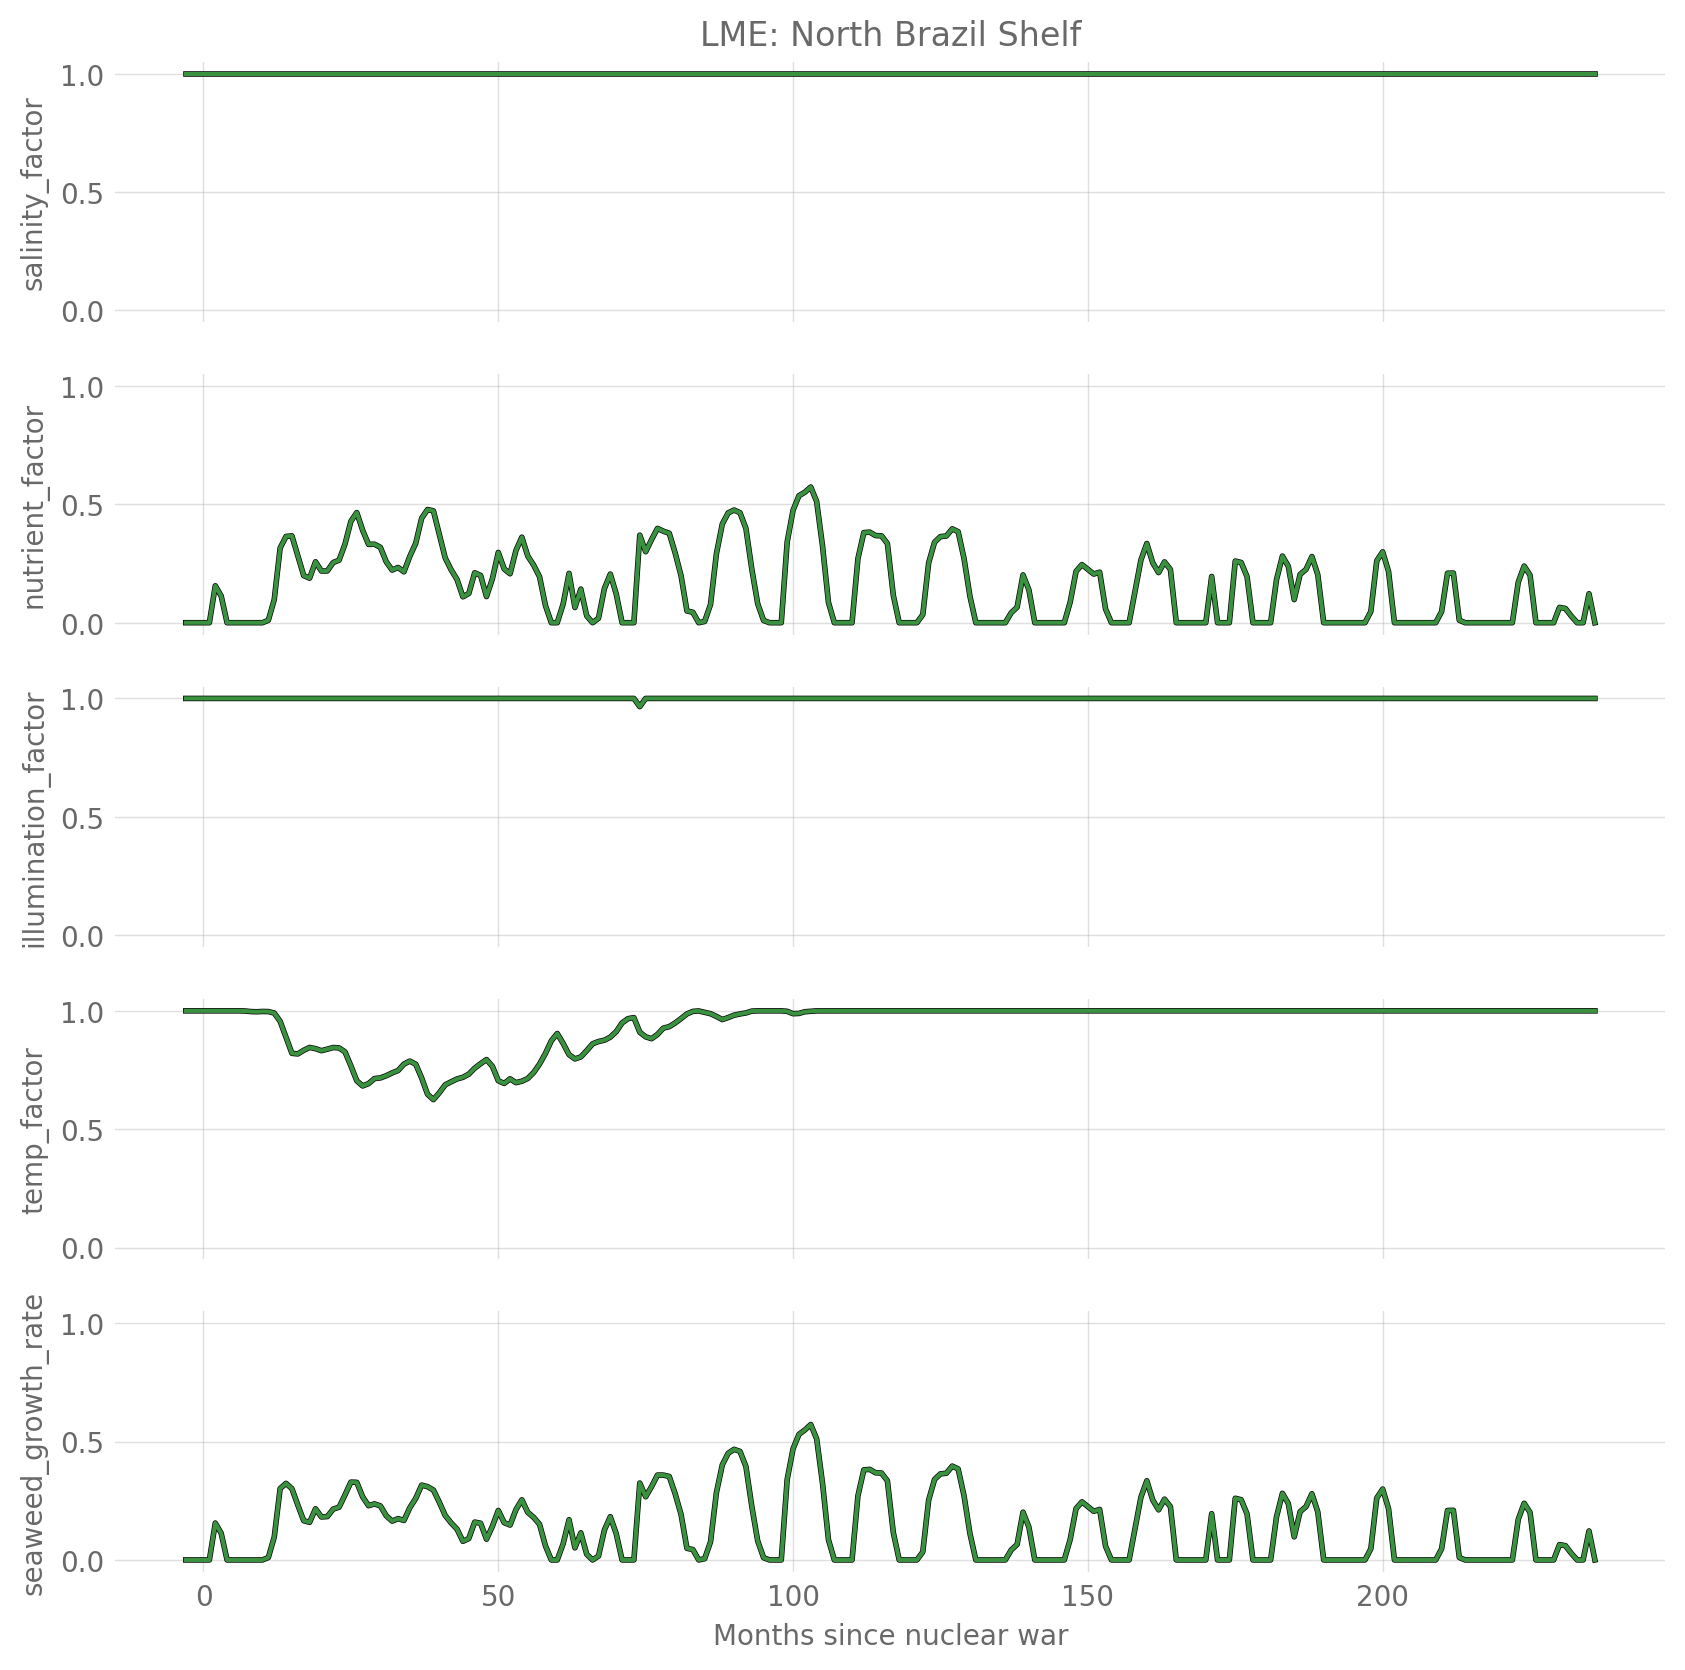 LME: North Brazil Shelf
1.0
0.5
0.0
salinity_factor
1.0
0.5
0.0
nutrient_factor
1.0
0.5
0.0
illumination_factor
1.0
0.5
0.0
temp_factor
1.0
0.5
0.0
seaweed_growth_rate
0 50 100 150 200
Months since nuclear war